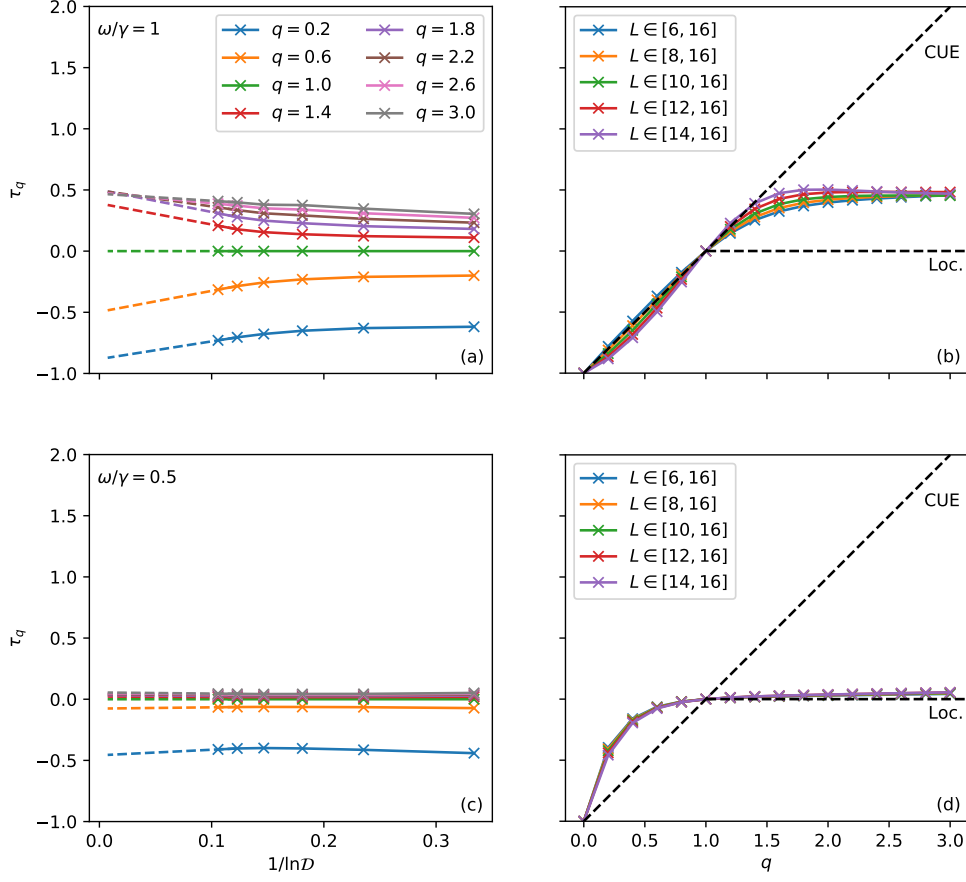 ω/γ = 1
q = 0.2
q = 0.6
q = 1.0
q = 1.4
q = 1.8
q = 2.2
q = 2.6
q = 3.0
2.0
1.5
1.0
0.5
0.0
−0.5
−1.0
τq
(a)
L ∈ [6, 16]
L ∈ [8, 16]
L ∈ [10, 16]
L ∈ [12, 16]
L ∈ [14, 16]
CUE
Loc.
(b)
ω/γ = 0.5
2.0
1.5
1.0
0.5
0.0
−0.5
−1.0
τq
(c)
0.0 0.1 0.2 0.3
1/ln𝒟
L ∈ [6, 16]
L ∈ [8, 16]
L ∈ [10, 16]
L ∈ [12, 16]
L ∈ [14, 16]
CUE
Loc.
(d)
0.0 0.5 1.0 1.5 2.0 2.5 3.0
q